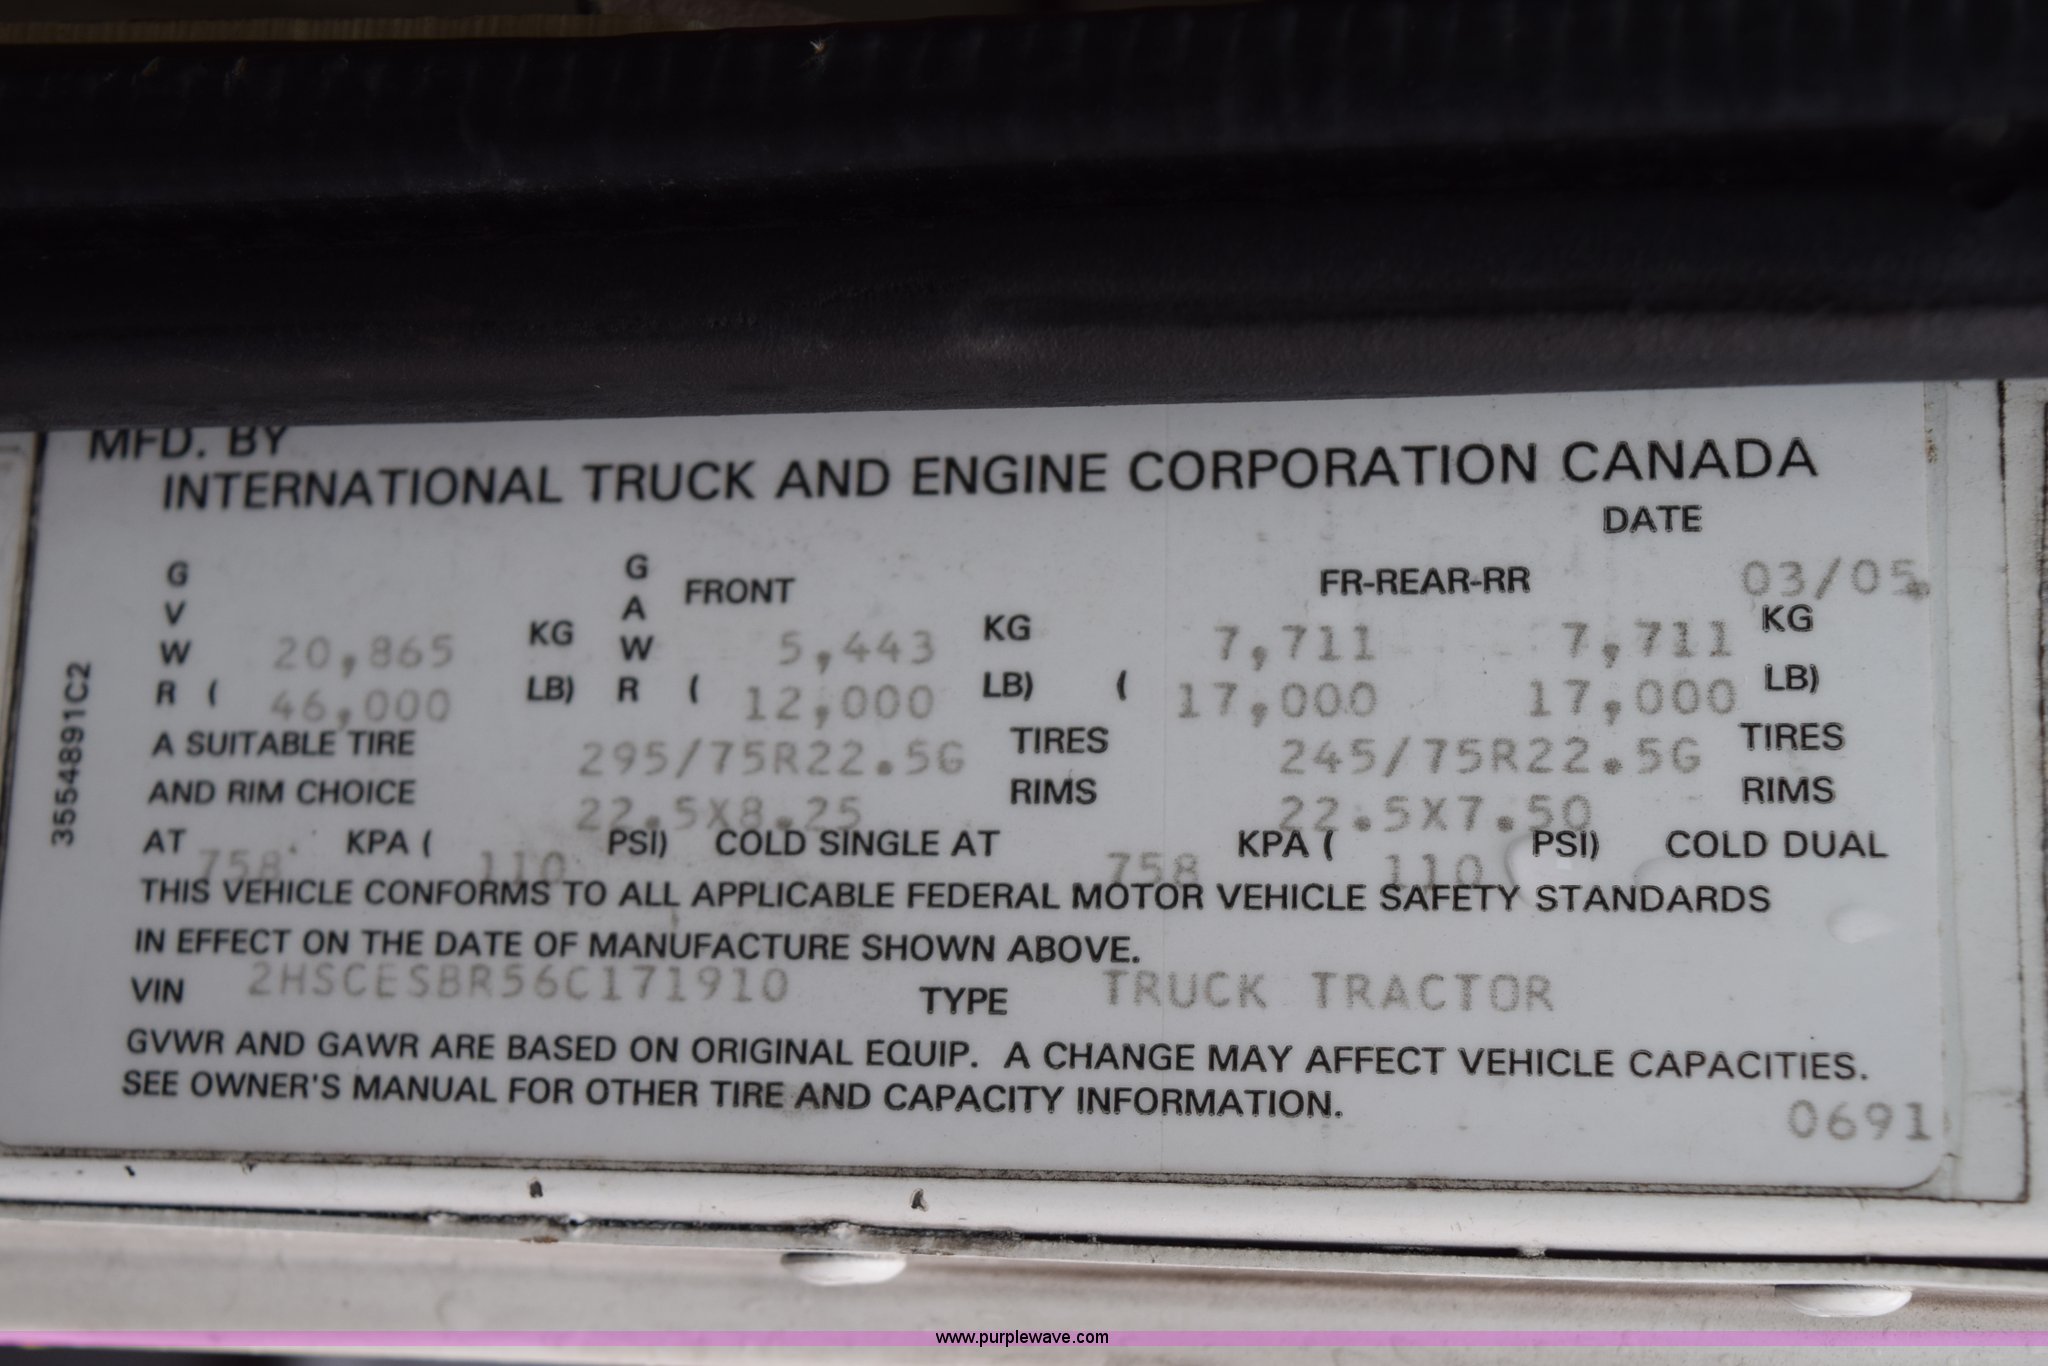 MFD. BY
INTERNATIONAL TRUCK AND ENGINE CORPORATION CANADA
DATE
03/05
G V W R 20,865 KG ( 46,000 LB)
G A W R FRONT 5,443 KG ( 12,000 LB)
FR-REAR-RR 7,711 7,711 KG ( 17,000 17,000 LB)
A SUITABLE TIRE 295/75R22.5G TIRES 245/75R22.5G TIRES
AND RIM CHOICE 22.5X8.25 RIMS 22.5X7.50 RIMS
AT 758 KPA ( 110 PSI) COLD SINGLE AT 758 KPA ( 110 PSI) COLD DUAL
THIS VEHICLE CONFORMS TO ALL APPLICABLE FEDERAL MOTOR VEHICLE SAFETY STANDARDS
IN EFFECT ON THE DATE OF MANUFACTURE SHOWN ABOVE.
VIN 2HSCESBR56C171910 TYPE TRUCK TRACTOR
GVWR AND GAWR ARE BASED ON ORIGINAL EQUIP. A CHANGE MAY AFFECT VEHICLE CAPACITIES.
SEE OWNER'S MANUAL FOR OTHER TIRE AND CAPACITY INFORMATION.
0691
3554891C2
www.purplewave.com